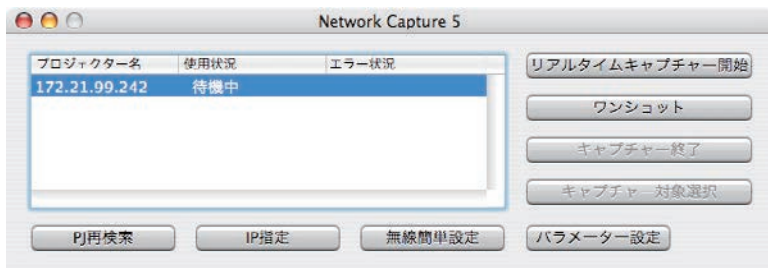 Network Capture 5
プロジェクター名 使用状況 エラー状況
172.21.99.242 待機中
リアルタイムキャプチャー開始
ワンショット
キャプチャー終了
キャプチャー対象選択
PJ再検索 IP指定 無線簡単設定 パラメーター設定